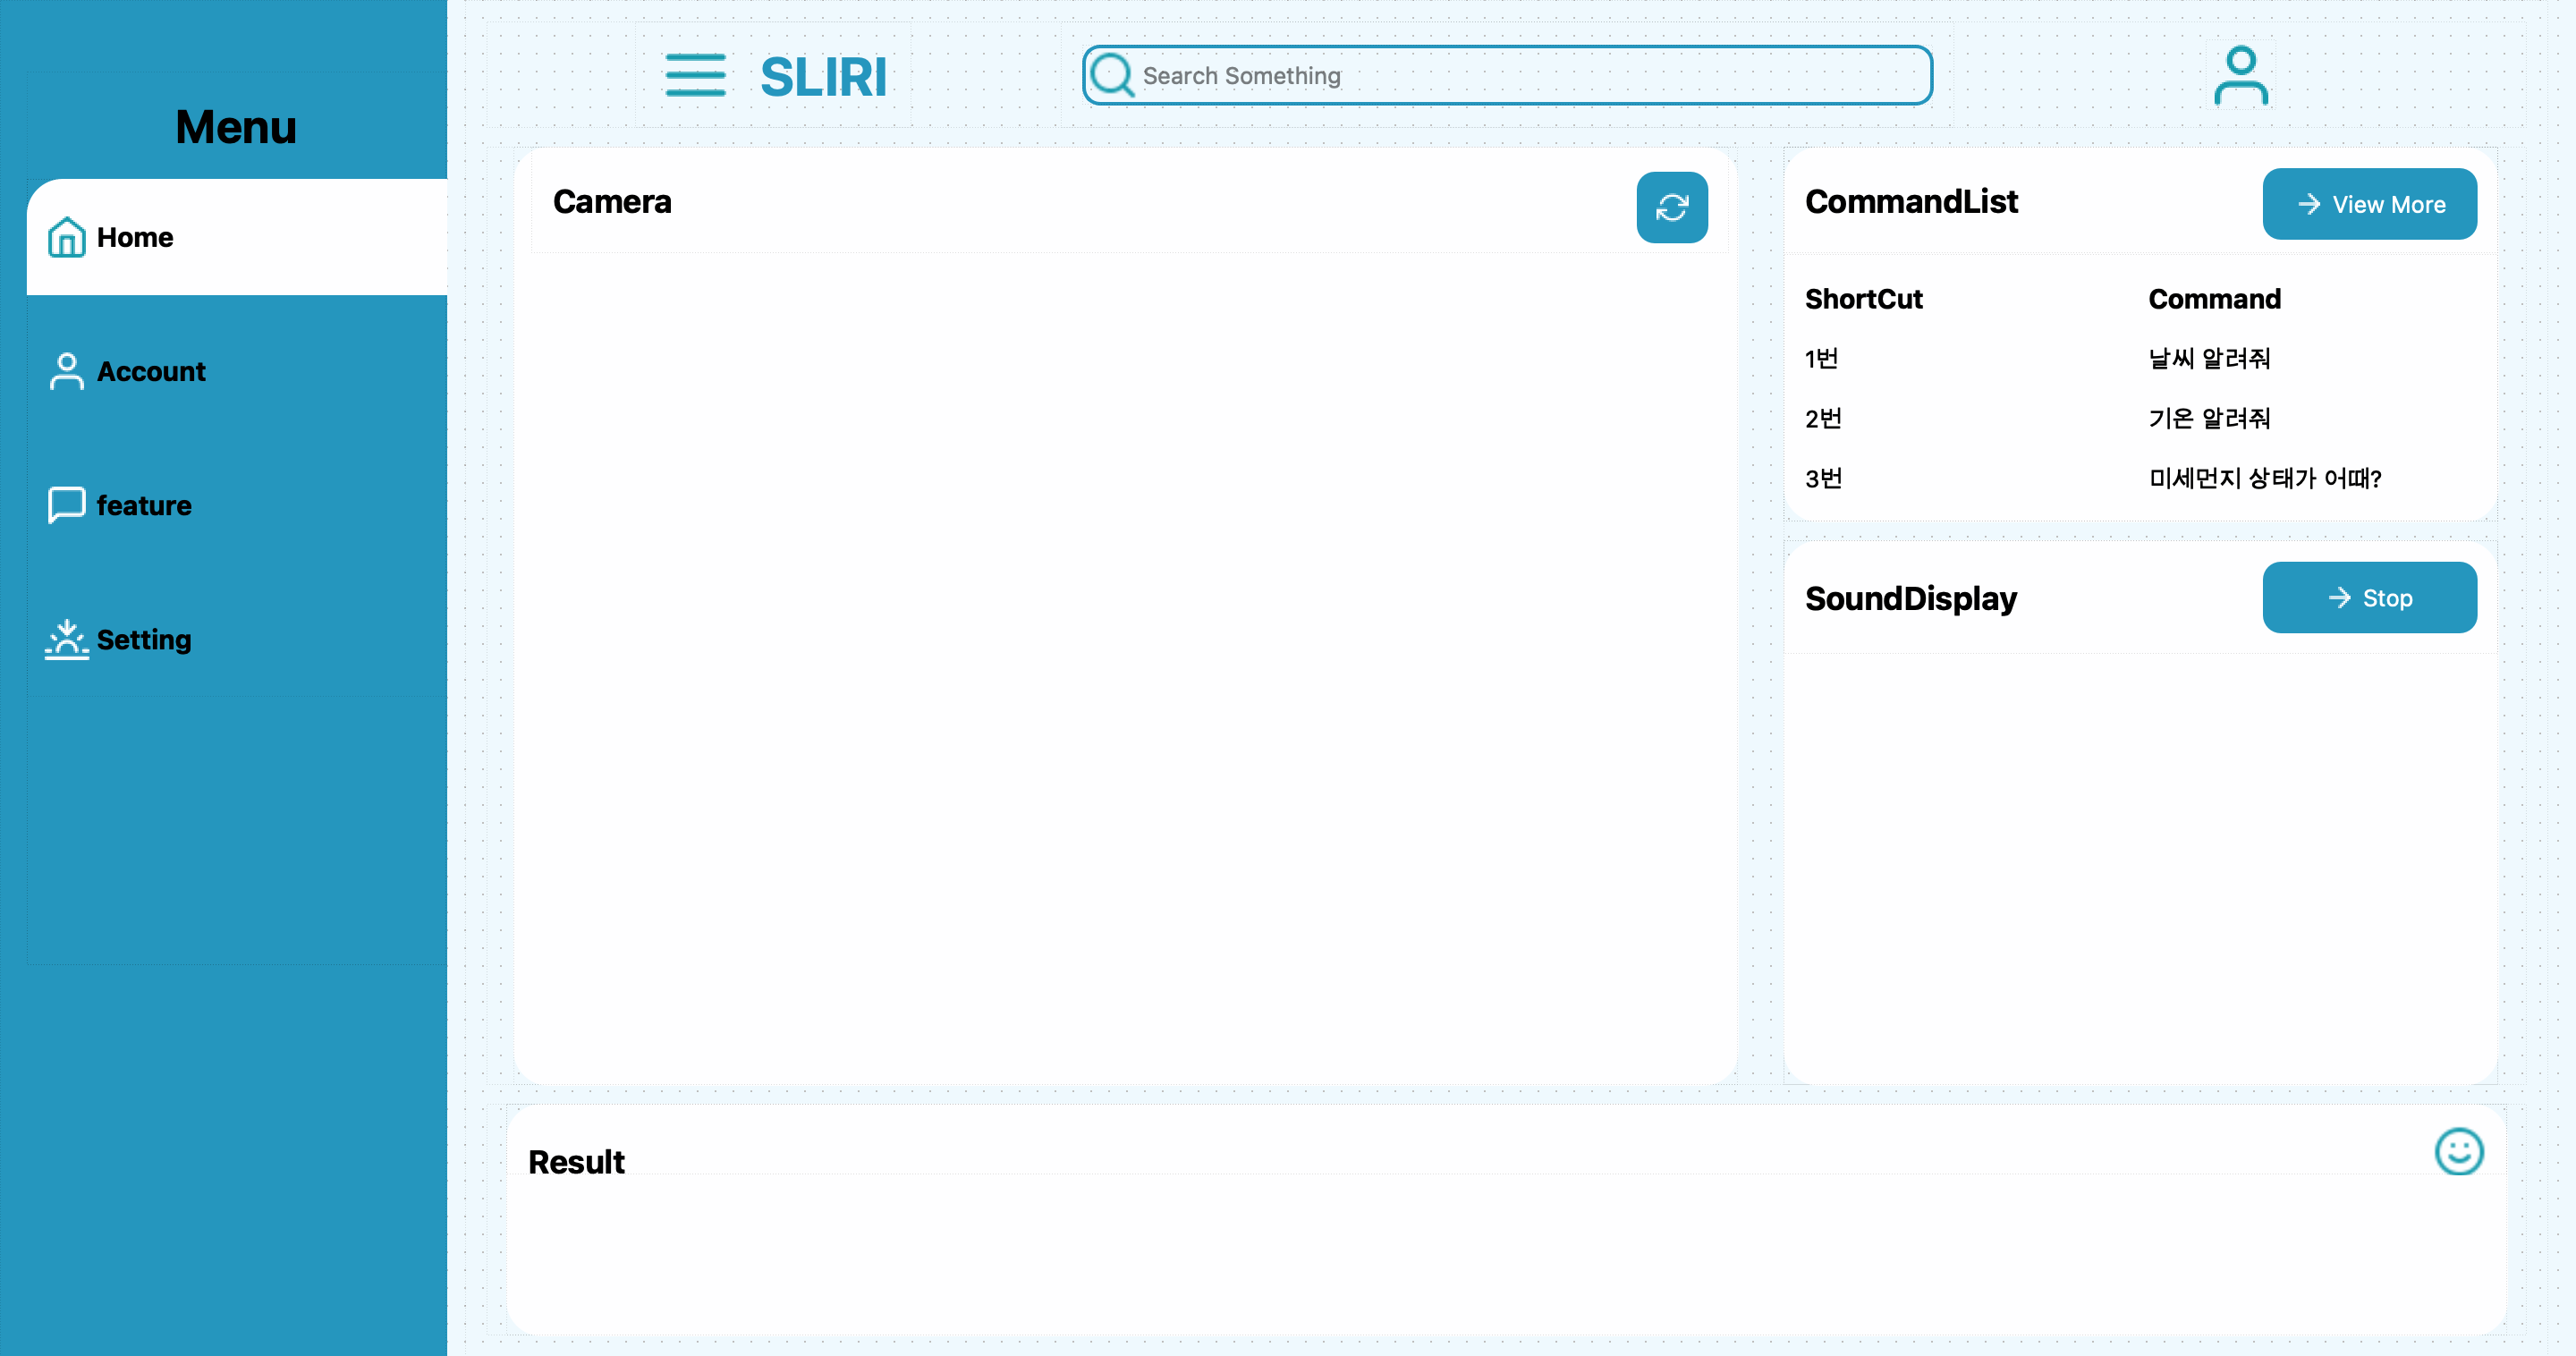 Menu
Home
Account
feature
Setting
SLIRI
Search Something
Camera
CommandList
View More
ShortCut
Command
1번
날씨 알려줘
2번
기온 알려줘
3번
미세먼지 상태가 어때?
SoundDisplay
Stop
Result